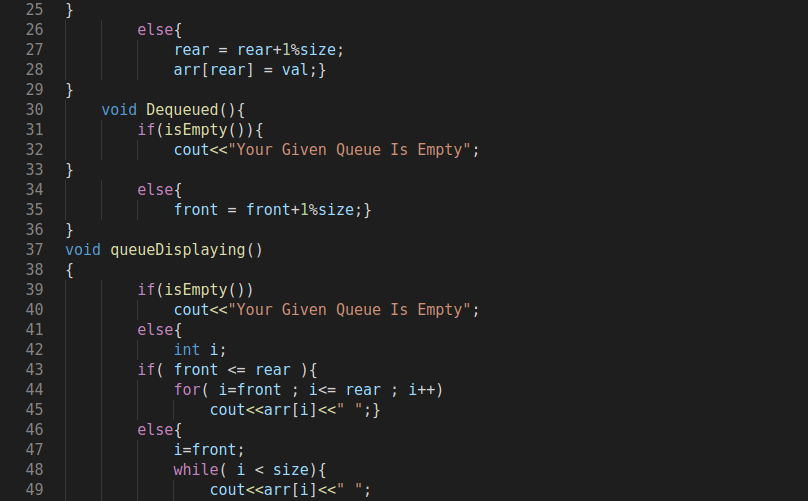 25 }
26 else{
27 rear = rear+1%size;
28 arr[rear] = val;}
29 }
30 void Dequeued(){
31 if(isEmpty()){
32 cout<<"Your Given Queue Is Empty";
33 }
34 else{
35 front = front+1%size;}
36 }
37 void queueDisplaying()
38 {
39 if(isEmpty())
40 cout<<"Your Given Queue Is Empty";
41 else{
42 int i;
43 if( front <= rear ){
44 for( i=front ; i<= rear ; i++)
45 cout<<arr[i]<<" ";}
46 else{
47 i=front;
48 while( i < size){
49 cout<<arr[i]<<" ";